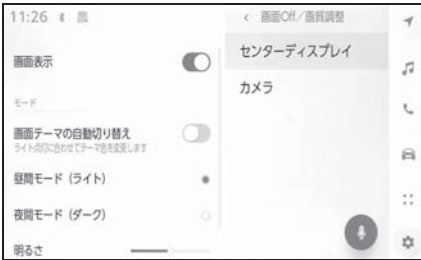 11:26
画面表示
モード
画面テーマの自動切り替え
ライト点灯に合わせてテーマ色を変更します
昼間モード（ライト）
夜間モード（ダーク）
明るさ
< 画面Off／画質調整
センターディスプレイ
カメラ